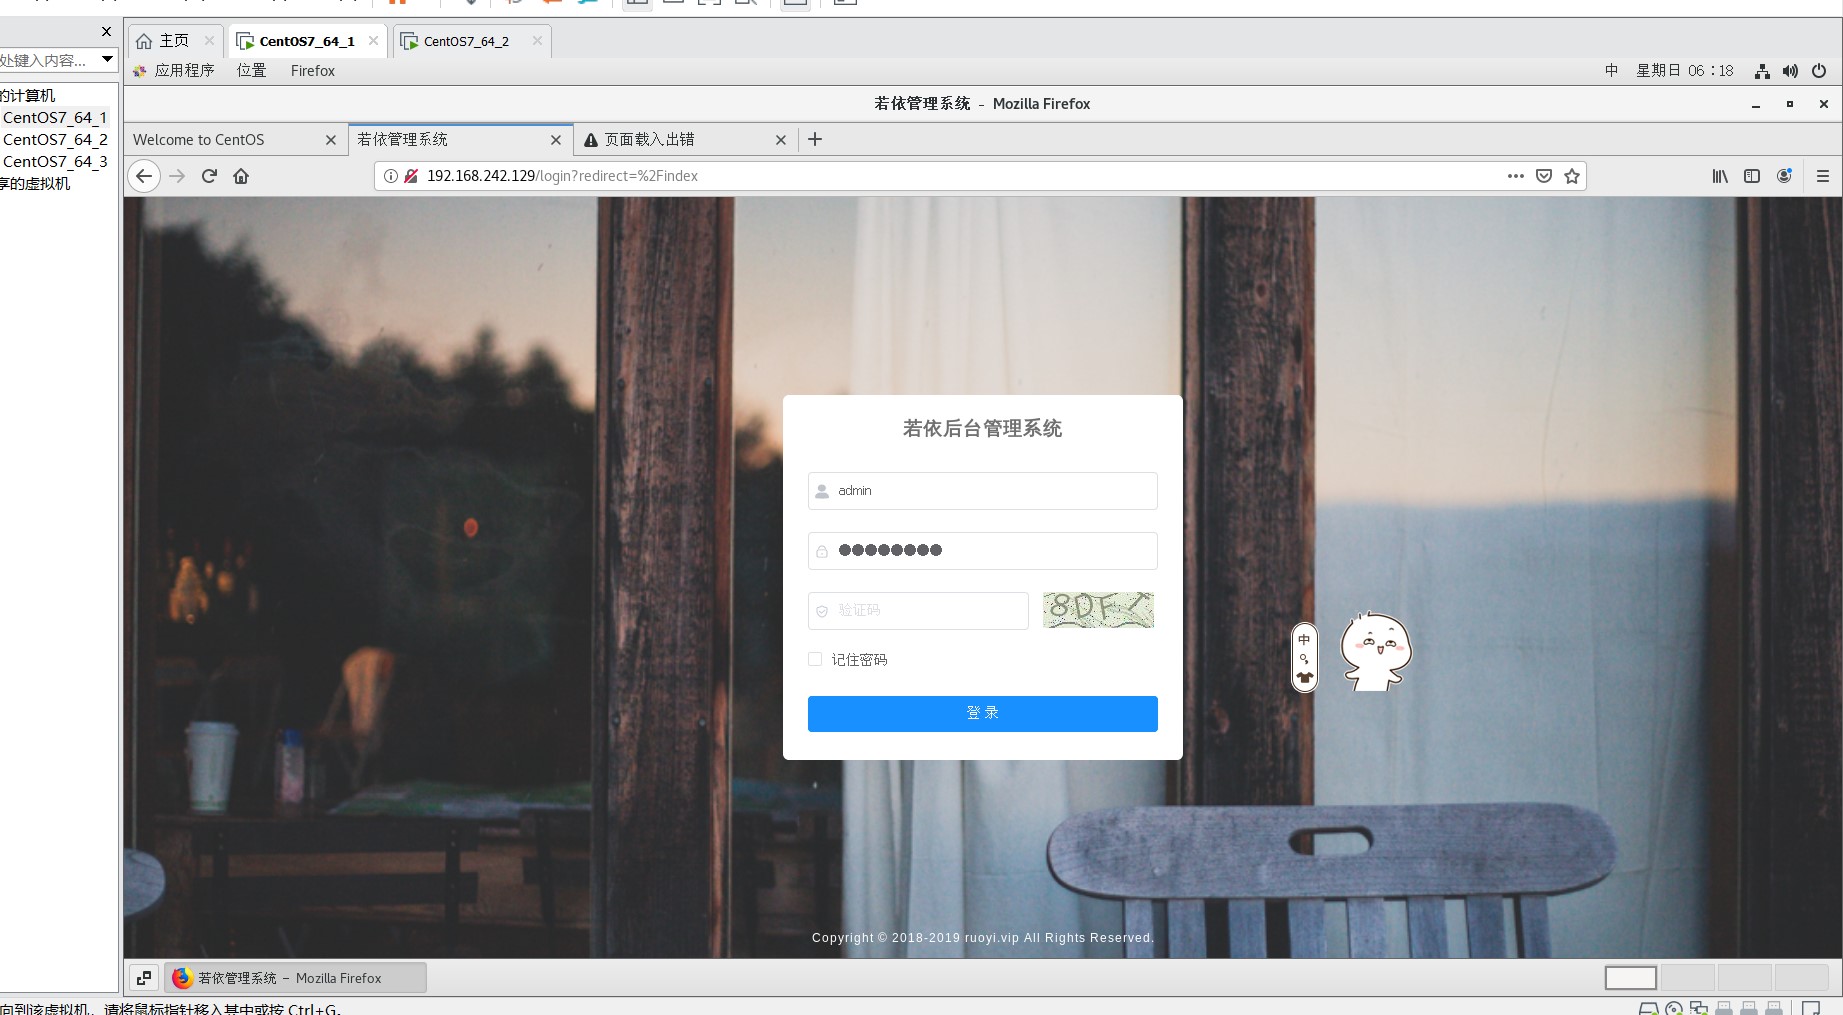 主页
CentOS7_64_1
CentOS7_64_2
处键入内容...
应用程序 位置 Firefox
中 星期日 06：18
的计算机
CentOS7_64_1
CentOS7_64_2
CentOS7_64_3
享的虚拟机
若依管理系统 - Mozilla Firefox
Welcome to CentOS
若依管理系统
页面载入出错
192.168.242.129/login?redirect=%2Findex
若依后台管理系统
admin
验证码
记住密码
登 录
中
Copyright © 2018-2019 ruoyi.vip All Rights Reserved.
若依管理系统 - Mozilla Firefox
向到该虚拟机，请将鼠标指针移入其中或按 Ctrl+G。